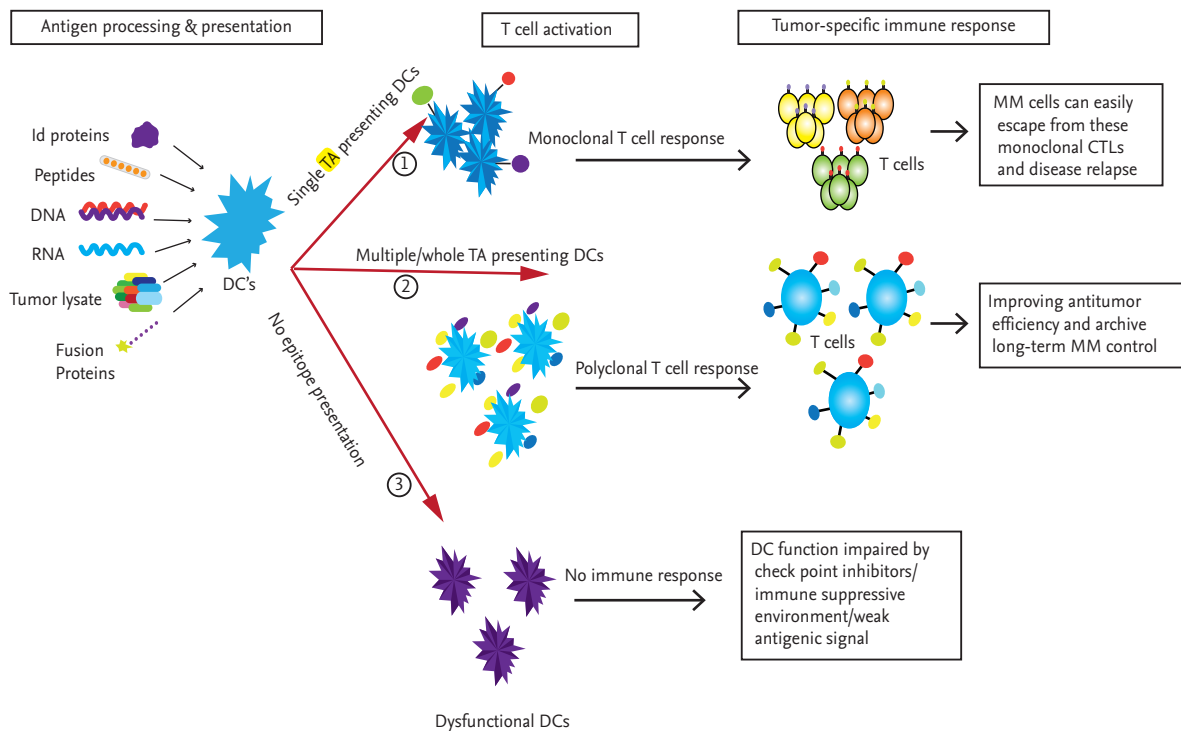 Antigen processing & presentation
T cell activation
Tumor-specific immune response
Id proteins
Peptides
DNA
RNA
Tumor lysate
Fusion
Proteins
DC's
Single TA presenting DCs
1
Monoclonal T cell response
T cells
MM cells can easily
escape from these
monoclonal CTLs
and disease relapse
Multiple/whole TA presenting DCs
2
Polyclonal T cell response
T cells
Improving antitumor
efficiency and archive
long-term MM control
No epitope presentation
3
No immune response
DC function impaired by
check point inhibitors/
immune suppressive
environment/weak
antigenic signal
Dysfunctional DCs